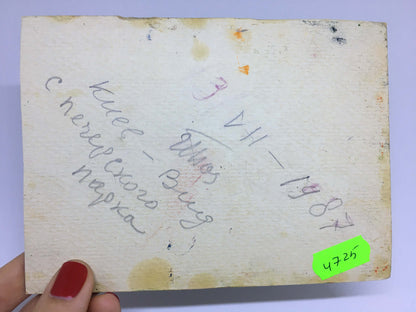 3 VII - 1987
Киев - Вид
с печерского
парка
4725